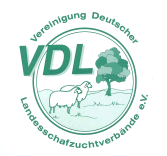 Vereinigung Deutscher
VDL
Landesschafzuchtverbände e.V.